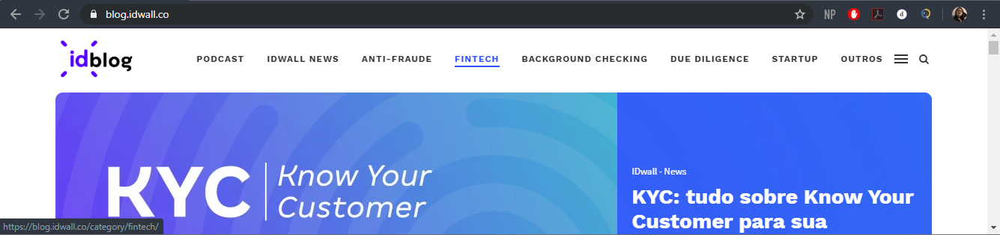 blog.idwall.co
NP
d
idblog
PODCAST IDWALL NEWS ANTI-FRAUDE FINTECH BACKGROUND CHECKING DUE DILIGENCE STARTUP OUTROS
KYC
Know Your
Customer
IDwall - News
KYC: tudo sobre Know Your
Customer para sua
https://blog.idwall.co/category/fintech/